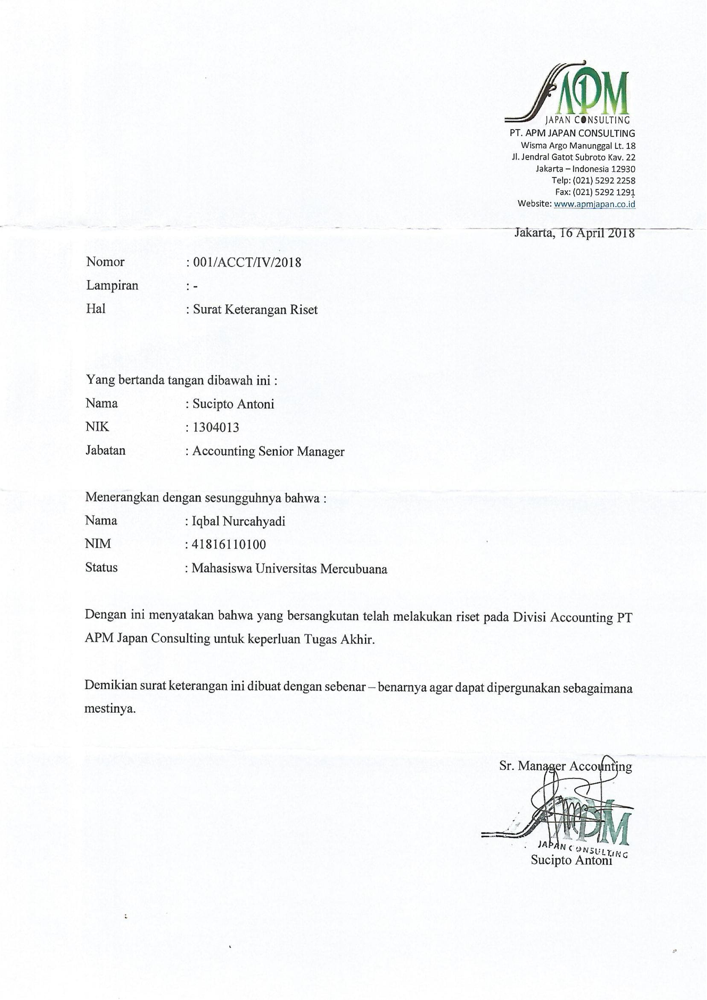 APM
JAPAN CONSULTING
PT. APM JAPAN CONSULTING
Wisma Argo Manunggal Lt. 18
Jl. Jendral Gatot Subroto Kav. 22
Jakarta – Indonesia 12930
Telp: (021) 5292 2258
Fax: (021) 5292 1291
Website: www.apmjapan.co.id
Jakarta, 16 April 2018
Nomor : 001/ACCT/IV/2018
Lampiran : -
Hal : Surat Keterangan Riset
Yang bertanda tangan dibawah ini :
Nama : Sucipto Antoni
NIK : 1304013
Jabatan : Accounting Senior Manager
Menerangkan dengan sesungguhnya bahwa :
Nama : Iqbal Nurcahyadi
NIM : 41816110100
Status : Mahasiswa Universitas Mercubuana
Dengan ini menyatakan bahwa yang bersangkutan telah melakukan riset pada Divisi Accounting PT
APM Japan Consulting untuk keperluan Tugas Akhir.
Demikian surat keterangan ini dibuat dengan sebenar – benarnya agar dapat dipergunakan sebagaimana
mestinya.
Sr. Manager Accounting
APM
JAPAN CONSULTING
Sucipto Antoni